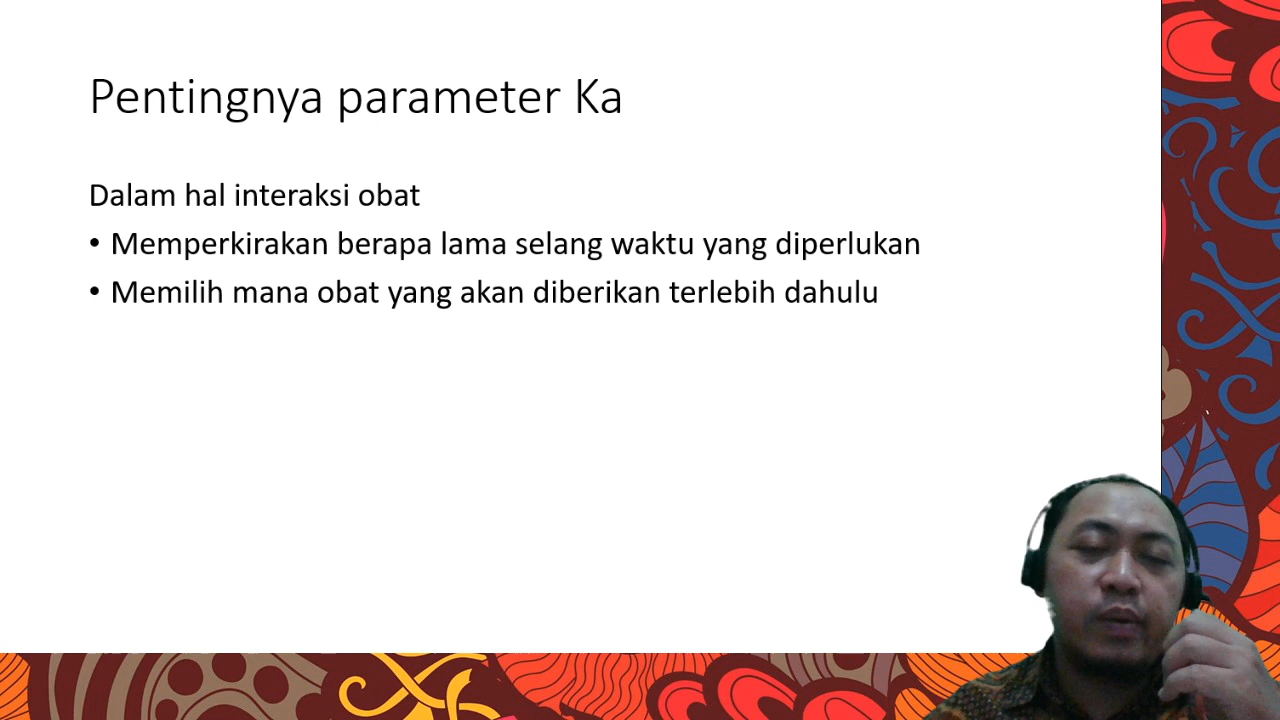 Pentingnya parameter Ka
Dalam hal interaksi obat
• Memperkirakan berapa lama selang waktu yang diperlukan
• Memilih mana obat yang akan diberikan terlebih dahulu